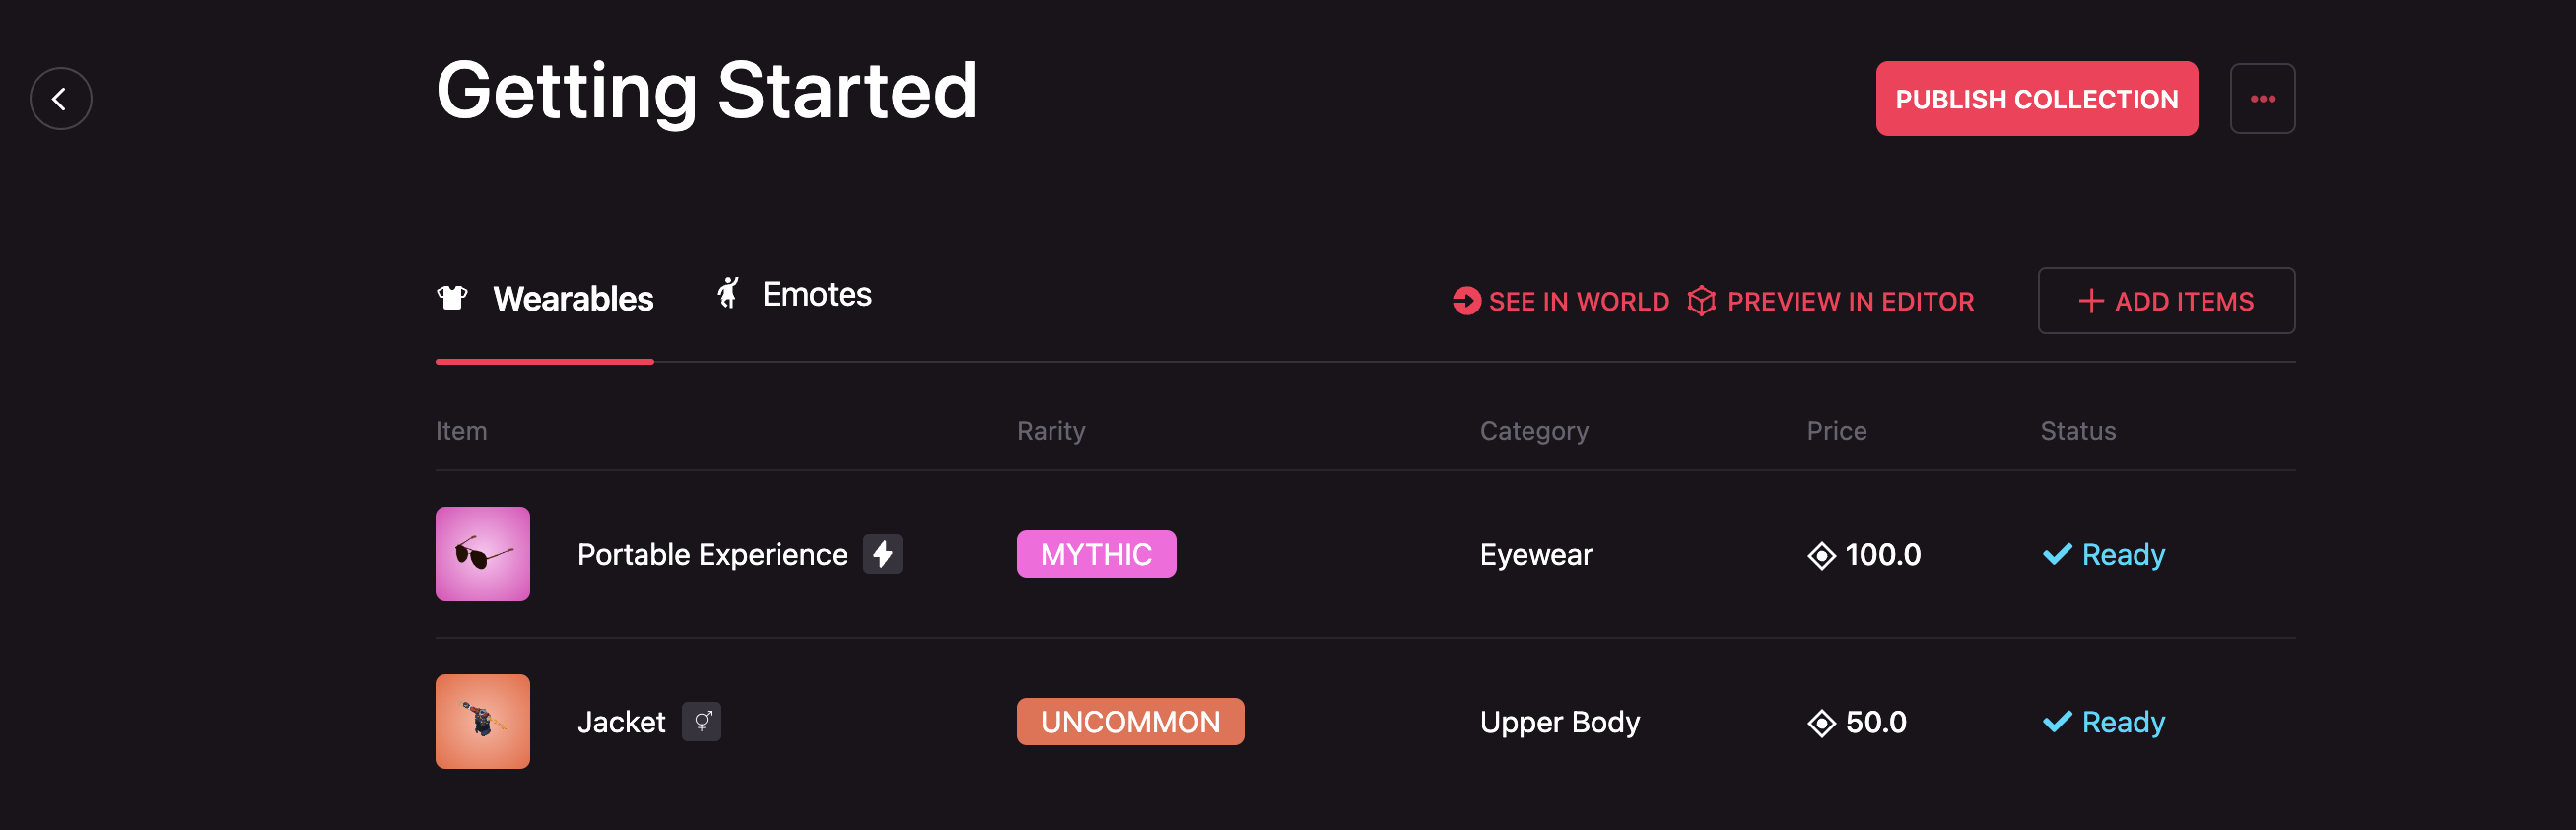 Getting Started
PUBLISH COLLECTION
Wearables Emotes SEE IN WORLD PREVIEW IN EDITOR + ADD ITEMS
Item Rarity Category Price Status
Portable Experience MYTHIC Eyewear 100.0 Ready
Jacket UNCOMMON Upper Body 50.0 Ready